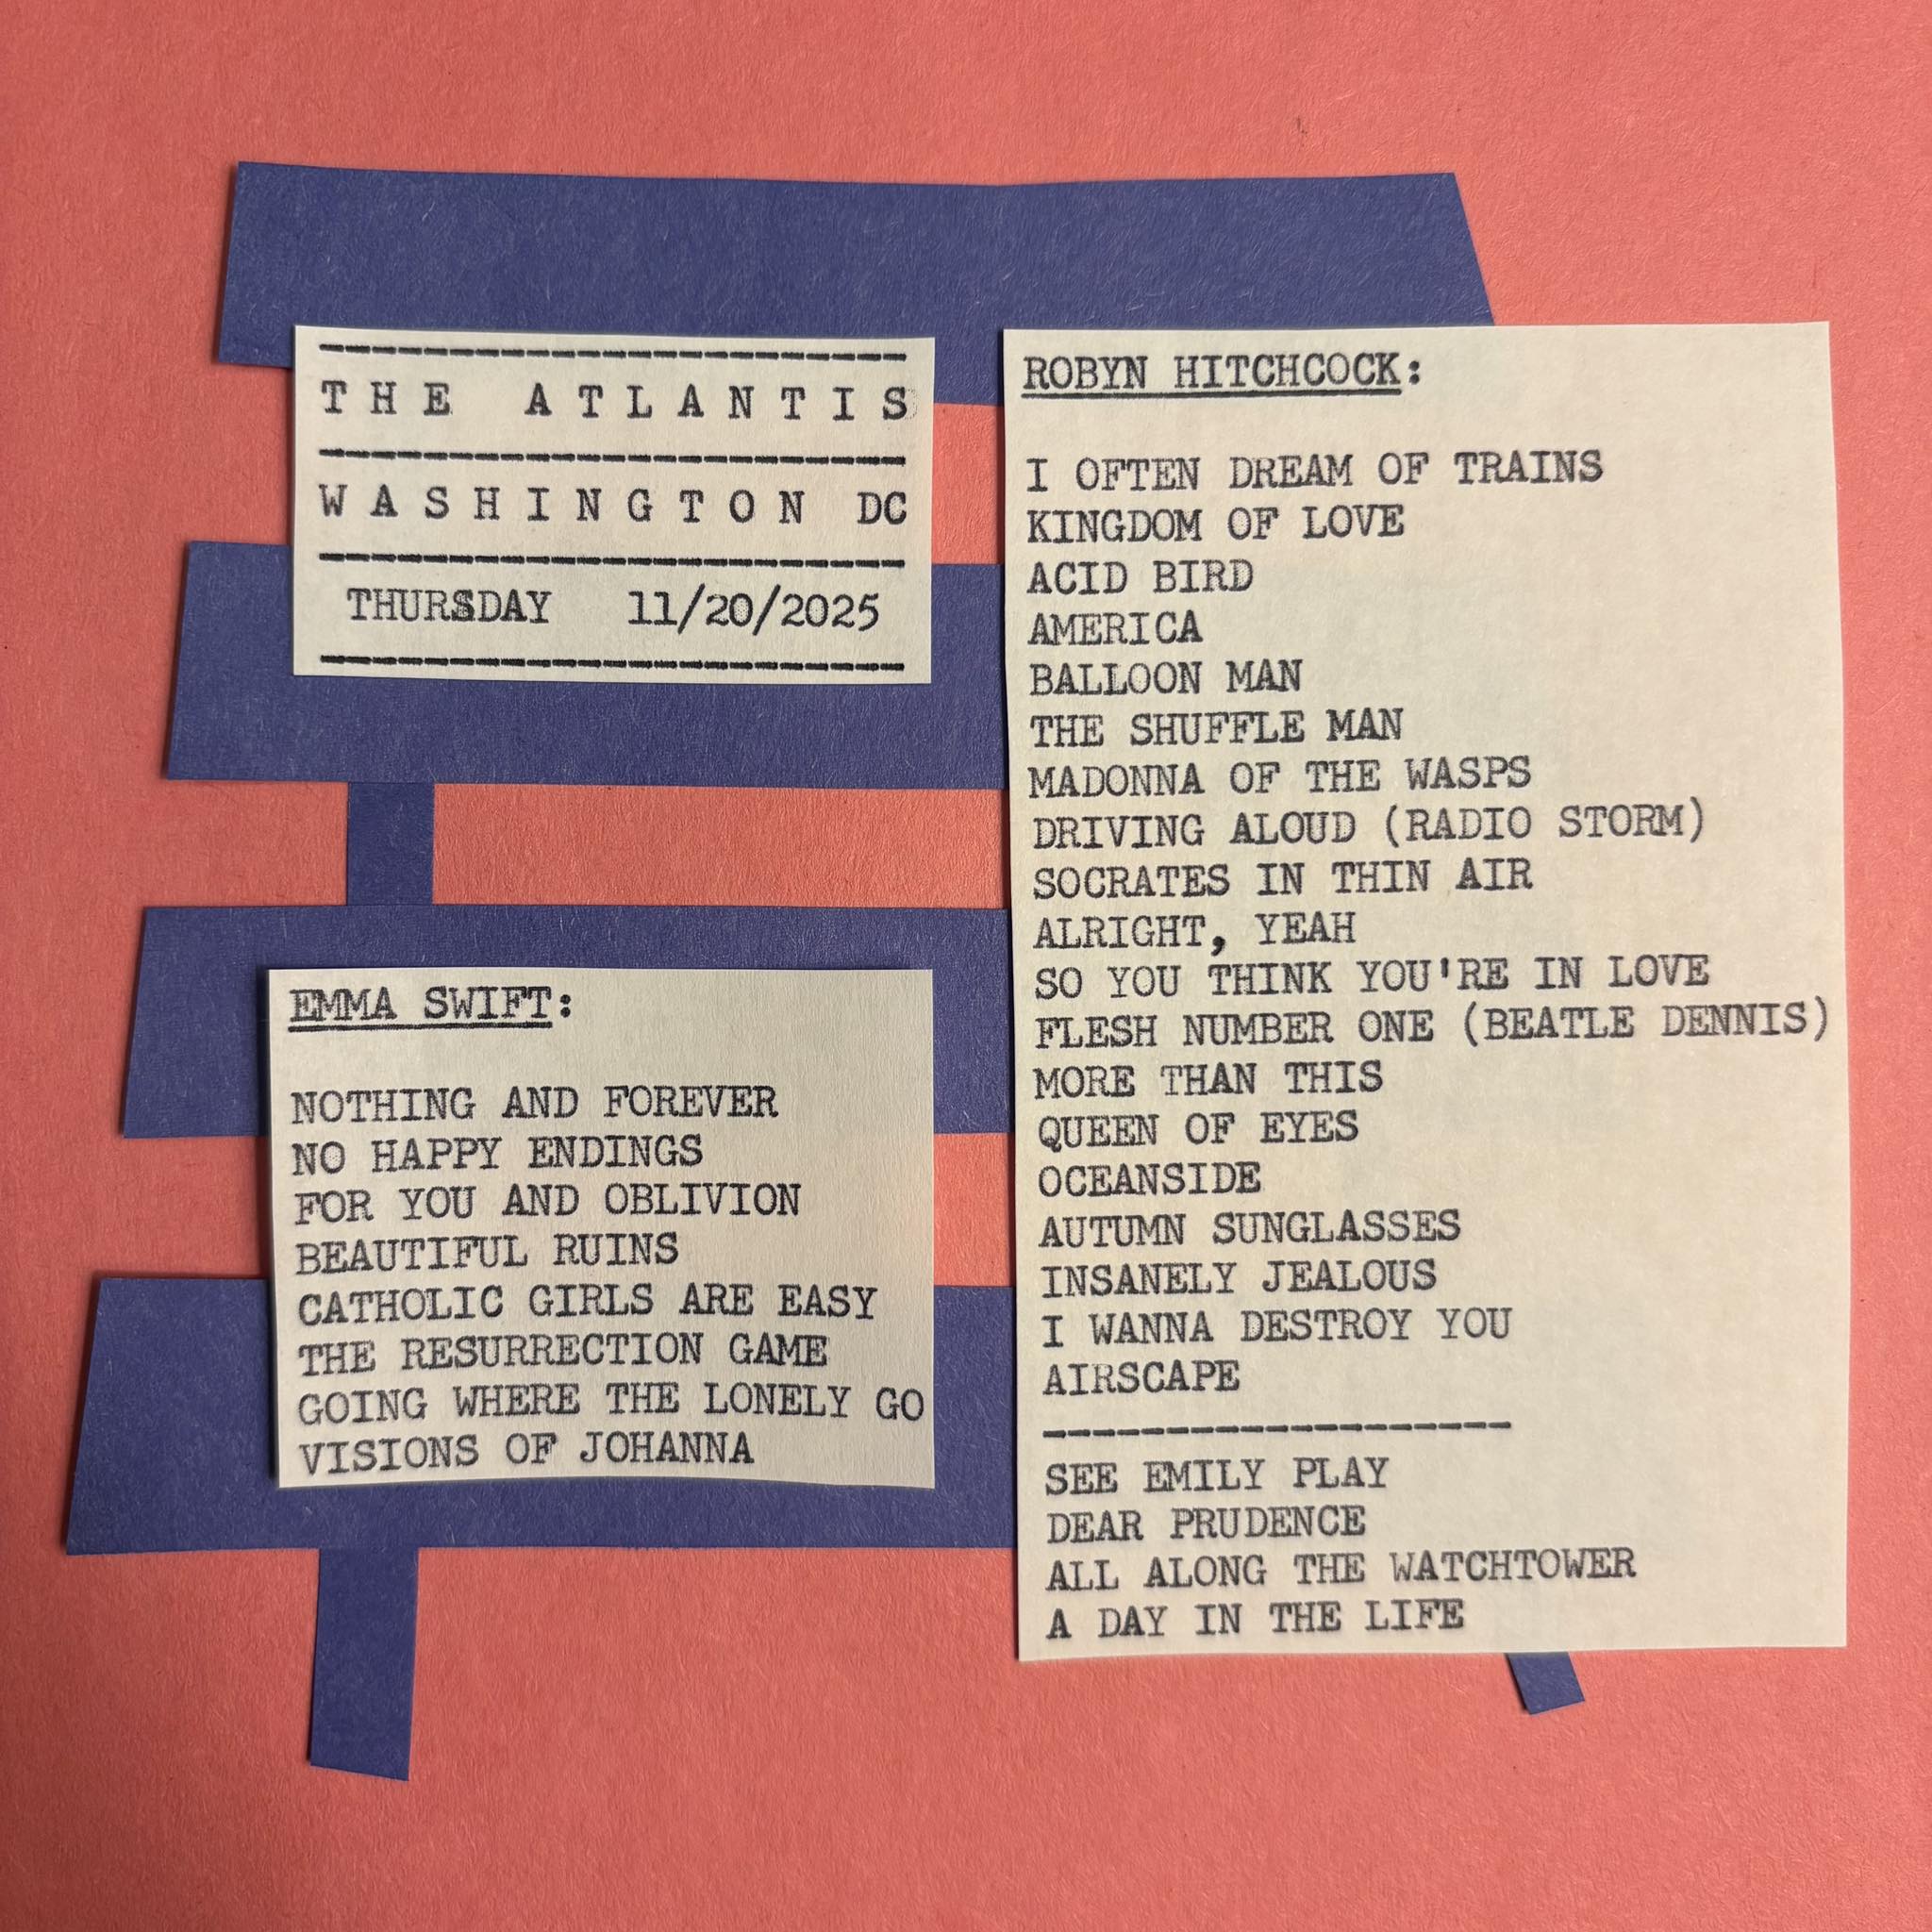 THE ATLANTIS
WASHINGTON DC
THURSDAY 11/20/2025
EMMA SWIFT:
NOTHING AND FOREVER
NO HAPPY ENDINGS
FOR YOU AND OBLIVION
BEAUTIFUL RUINS
CATHOLIC GIRLS ARE EASY
THE RESURRECTION GAME
GOING WHERE THE LONELY GO
VISIONS OF JOHANNA
ROBYN HITCHCOCK:
I OFTEN DREAM OF TRAINS
KINGDOM OF LOVE
ACID BIRD
AMERICA
BALLOON MAN
THE SHUFFLE MAN
MADONNA OF THE WASPS
DRIVING ALOUD (RADIO STORM)
SOCRATES IN THIN AIR
ALRIGHT, YEAH
SO YOU THINK YOU'RE IN LOVE
FLESH NUMBER ONE (BEATLE DENNIS)
MORE THAN THIS
QUEEN OF EYES
OCEANSIDE
AUTUMN SUNGLASSES
INSANELY JEALOUS
I WANNA DESTROY YOU
AIRSCAPE
SEE EMILY PLAY
DEAR PRUDENCE
ALL ALONG THE WATCHTOWER
A DAY IN THE LIFE